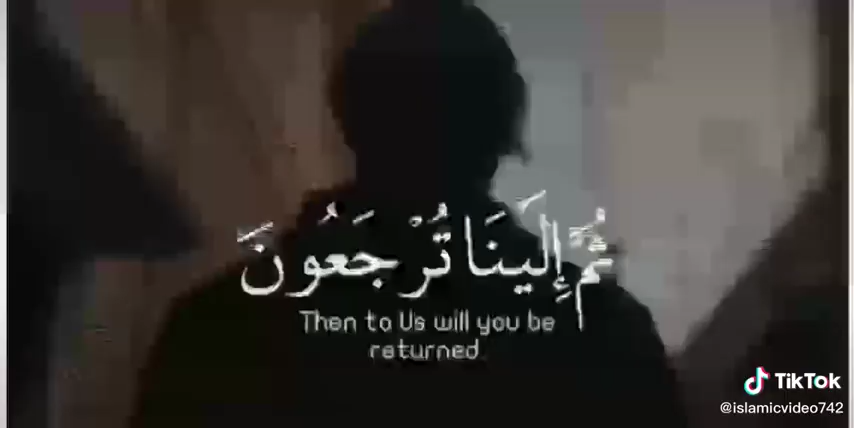 ثُمَّ إِلَيْنَا تُرْجَعُونَ
Then to Us will you be
returned
TikTok
@islamicvideo742